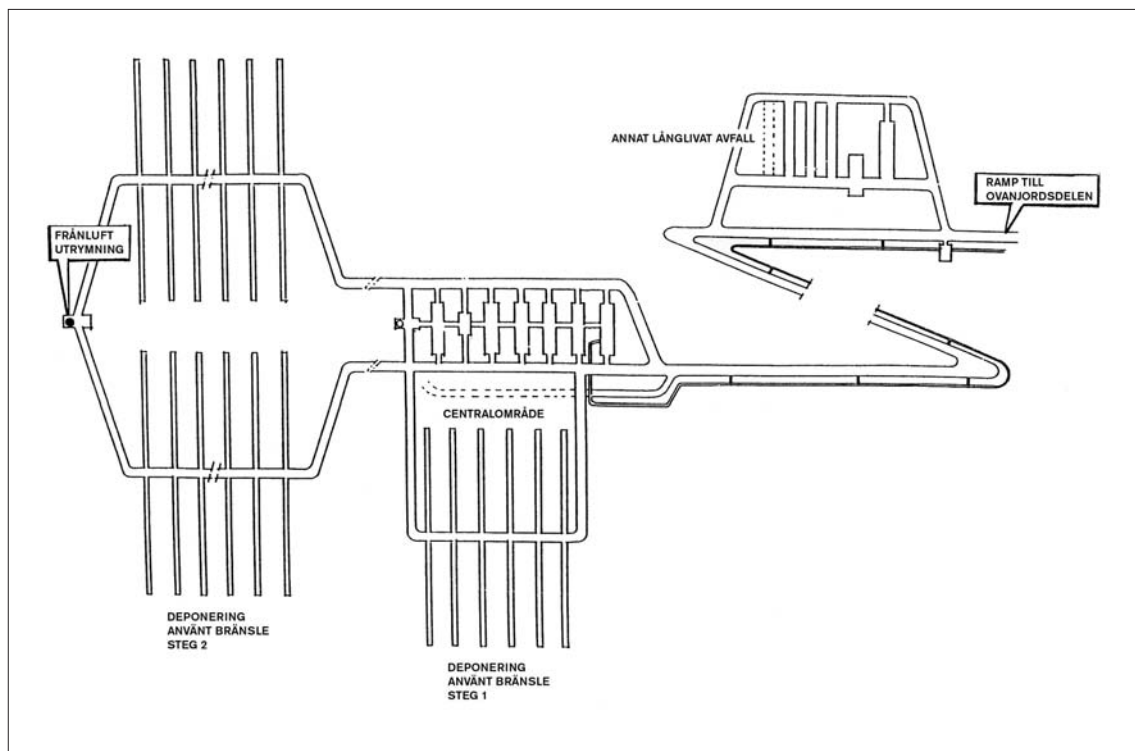 ANNAT LÅNGLIVAT AVFALL
RAMP TILL
OVANJORDSDELEN
FRÅNLUFT
UTRYMNING
CENTRALOMRÅDE
DEPONERING
ANVÄNT BRÄNSLE
STEG 2
DEPONERING
ANVÄNT BRÄNSLE
STEG 1